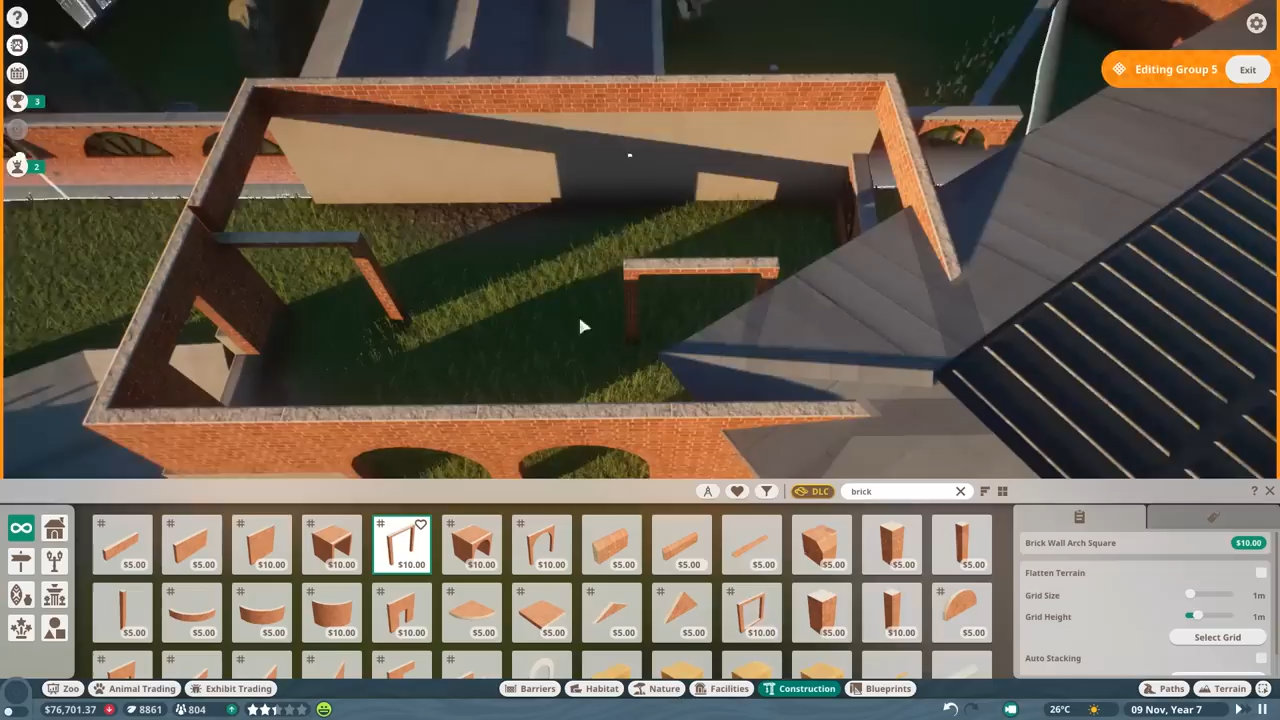 ?
Editing Group 5
Exit
3
2
DLC
brick
?
$5.00
$5.00
$10.00
$10.00
$10.00
$10.00
$10.00
$5.00
$5.00
$5.00
$5.00
$5.00
$5.00
$5.00
$5.00
$5.00
$10.00
$10.00
$5.00
$5.00
$5.00
$5.00
$10.00
$5.00
$10.00
$5.00
Brick Wall Arch Square
$10.00
Flatten Terrain
Grid Size
1m
Grid Height
1m
Select Grid
Auto Stacking
Zoo
Animal Trading
Exhibit Trading
Barriers
Habitat
Nature
Facilities
Construction
Blueprints
Paths
Terrain
$76,701.37
8861
804
26°C
09 Nov, Year 7